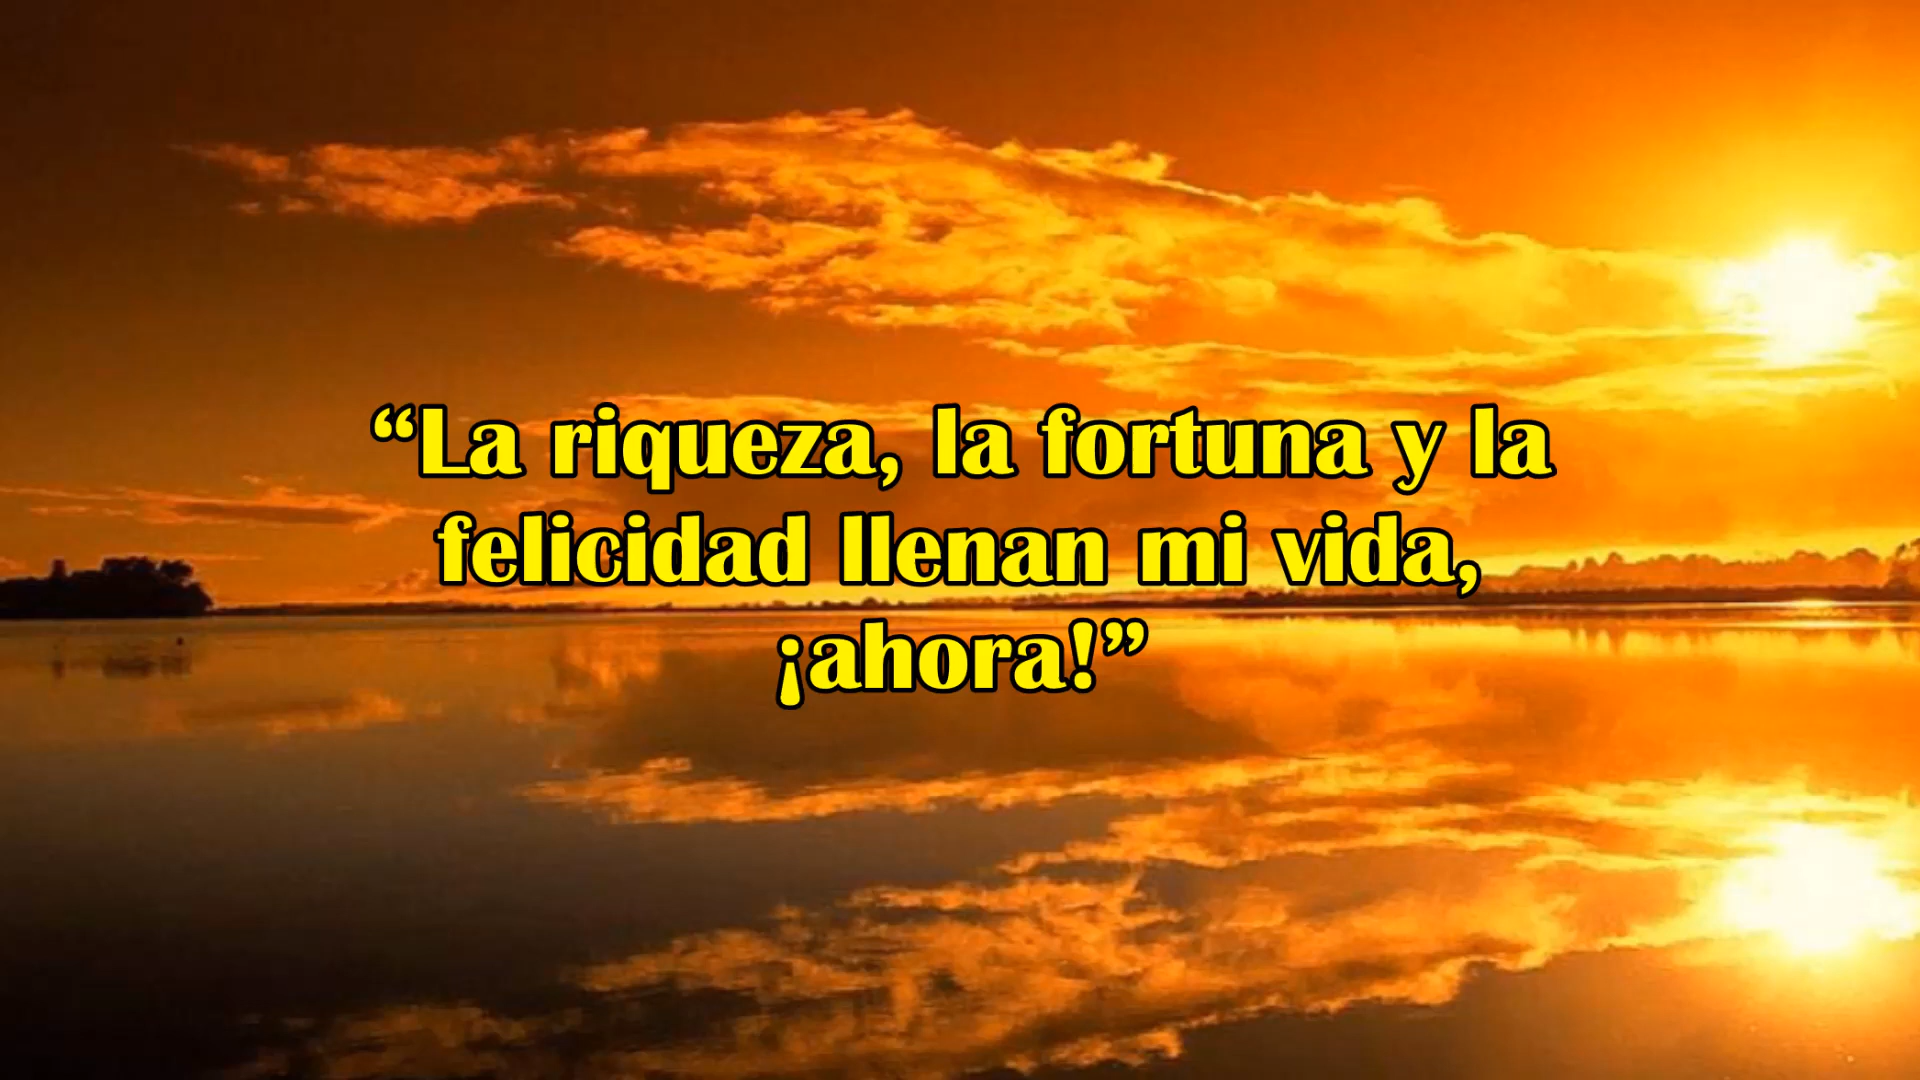 “La riqueza, la fortuna y la
felicidad llenan mi vida,
¡ahora!”